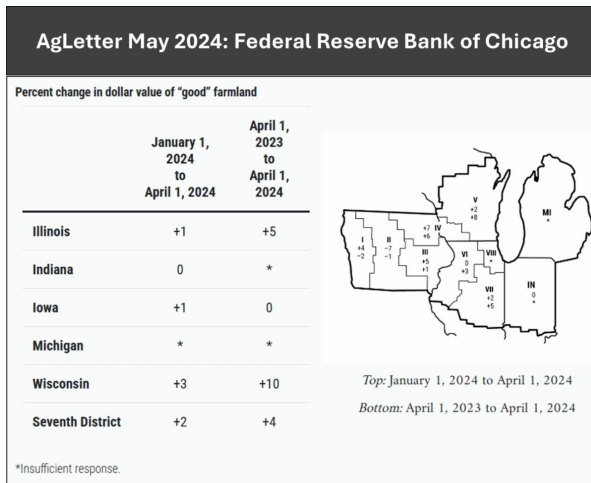 AgLetter May 2024: Federal Reserve Bank of Chicago
Percent change in dollar value of “good” farmland
January 1,
2024
to
April 1, 2024
April 1,
2023
to
April 1,
2024
Illinois +1 +5
Indiana 0 *
Iowa +1 0
Michigan * *
Wisconsin +3 +10
Seventh District +2 +4
*Insufficient response.
V
+2
+8
MI
*
I
+4
−2
II
−7
−1
+7 IV
+6
III
+5
+1
VI
0
+3
VIII
*
VII
+2
+5
IN
0
*
Top: January 1, 2024 to April 1, 2024
Bottom: April 1, 2023 to April 1, 2024